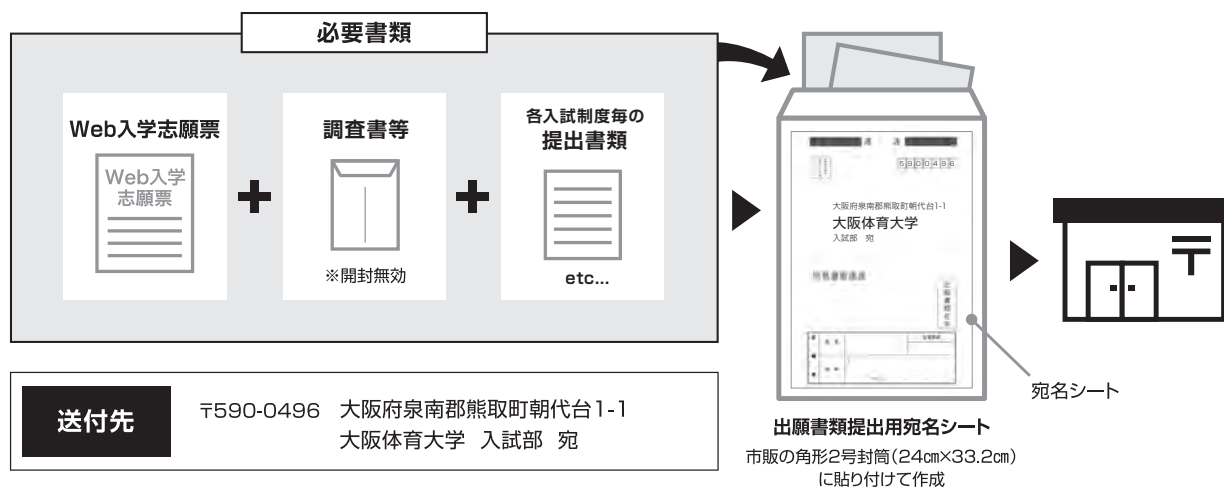 必要書類
Web入学志願票
Web入学
志願票
調査書等
※開封無効
各入試制度毎の
提出書類
etc...
5900496
大阪府泉南郡熊取町朝代台1-1
大阪体育大学
入試部 宛
宛名シート
出願書類提出用宛名シート
市販の角形2号封筒(24㎝×33.2㎝)
に貼り付けて作成
送付先
〒590-0496 大阪府泉南郡熊取町朝代台1-1
大阪体育大学 入試部 宛